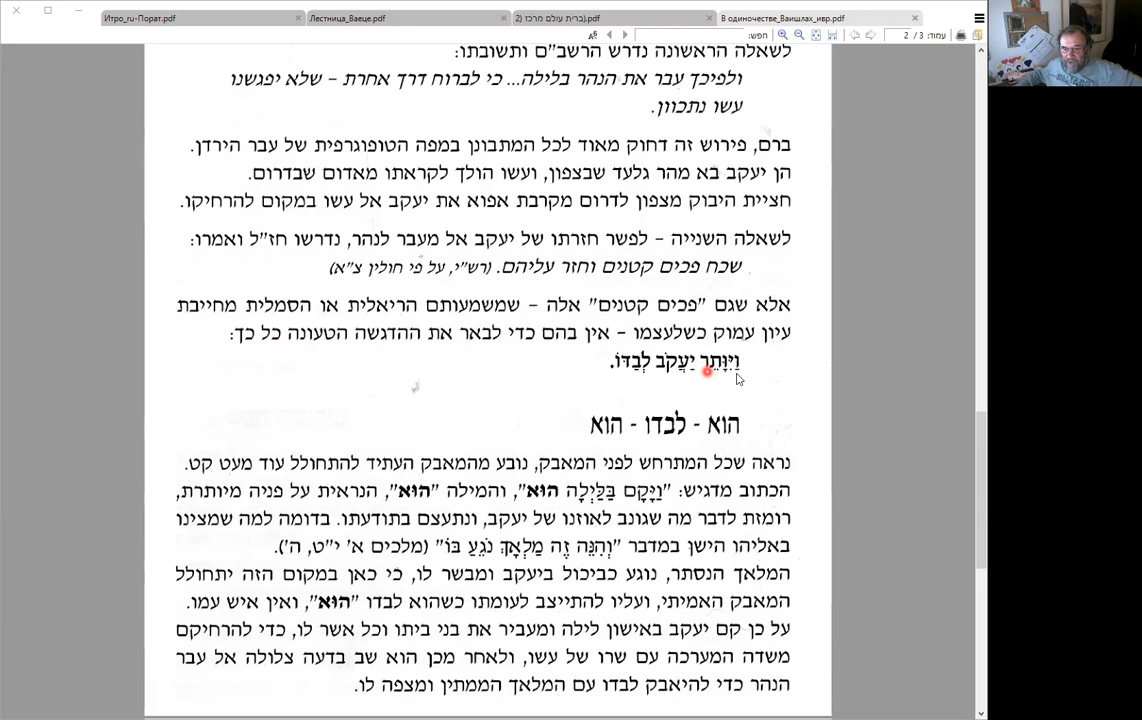 Итро_ru-Порат.pdf
Лестница_Ваеце.pdf
2) ברית עולם מרכז).pdf
В одиночестве_Ваишлах_ивр.pdf
חפש:
עמוד: 2 / 3
לשאלה הראשונה נדרש הרשב"ם ותשובתו:
ולפיכך עבר את הנהר בלילה... כי לברוח דרך אחרת – שלא יפגשנו
עשו נתכוון.
ברם, פירוש זה דחוק מאוד לכל המתבונן במפה הטופוגרפית של עבר הירדן.
הן יעקב בא מהר גלעד שבצפון, ועשו הולך לקראתו מאדום שבדרום.
חציית היבוק מצפון לדרום מקרבת אפוא את יעקב אל עשו במקום להרחיקו.
לשאלה השנייה – לפשר חזרתו של יעקב אל מעבר לנהר, נדרשו חז"ל ואמרו:
שכח פכים קטנים וחזר עליהם. (רש"י, על פי חולין צ"א)
אלא שגם "פכים קטנים" אלה – שמשמעותם הריאלית או הסמלית מחייבת
עיון עמוק כשלעצמו – אין בהם כדי לבאר את ההדגשה הטעונה כל כך:
וַיִּוָּתֵר יַעֲקֹב לְבַדּוֹ.
הוא - לבדו - הוא
נראה שכל המתרחש לפני המאבק, נובע מהמאבק העתיד להתחולל עוד מעט קט.
הכתוב מדגיש: "וַיָּקָם בַּלַּיְלָה הוּא", והמילה "הוּא", הנראית על פניה מיותרת,
רומזת לדבר מה שגונב לאוזנו של יעקב, ונתעצם בתודעתו. בדומה למה שמצינו
באליהו הישן במדבר "וְהִנֵּה זֶה מַלְאָךְ נֹגֵעַ בּוֹ" (מלכים א' י"ט, ה').
המלאך הנסתר, נוגע כביכול ביעקב ומבשר לו, כי כאן במקום הזה יתחולל
המאבק האמיתי, ועליו להתייצב לעומתו כשהוא לבדו "הוּא", ואין איש עמו.
על כן קם יעקב באישון לילה ומעביר את בני ביתו וכל אשר לו, כדי להרחיקם
משדה המערכה עם שרו של עשו, ולאחר מכן הוא שב בדעה צלולה אל עבר
הנהר כדי להיאבק לבדו עם המלאך הממתין ומצפה לו.